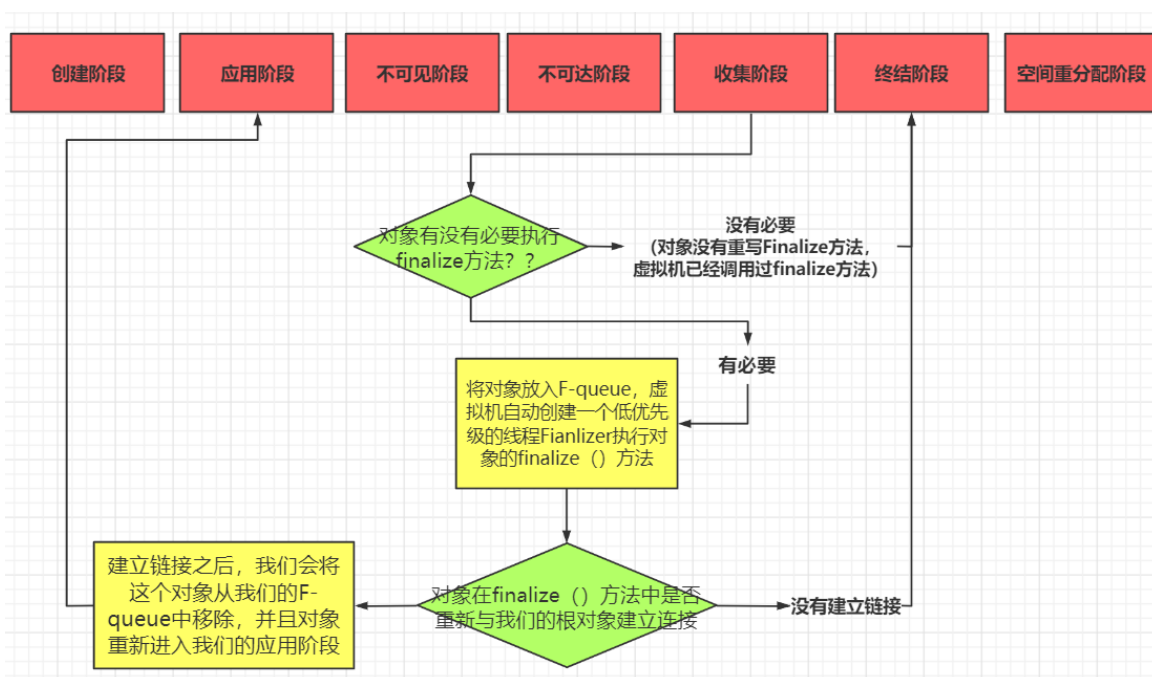 创建阶段
应用阶段
不可见阶段
不可达阶段
收集阶段
终结阶段
空间重分配阶段
对象有没有必要执行
finalize方法？？
没有必要
（对象没有重写Finalize方法，
虚拟机已经调用过finalize方法）
有必要
将对象放入F-queue，虚
拟机自动创建一个低优先
级的线程Fianlizer执行对
象的finalize（）方法
对象在finalize（）方法中是否
重新与我们的根对象建立连接
没有建立链接
建立链接之后，我们会将
这个对象从我们的F-
queue中移除，并且对象
重新进入我们的应用阶段